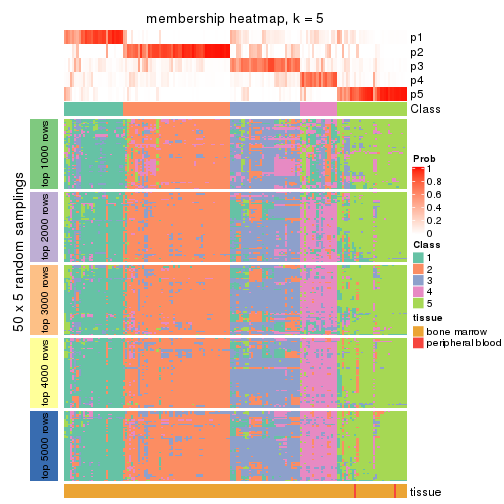 membership heatmap, k = 5
p1
p2
p3
p4
p5
Class
50 x 5 random samplings
top 1000 rows
top 2000 rows
top 3000 rows
top 4000 rows
top 5000 rows
Prob
1
0.8
0.6
0.4
0.2
0
Class
1
2
3
4
5
tissue
bone marrow
peripheral blood
tissue